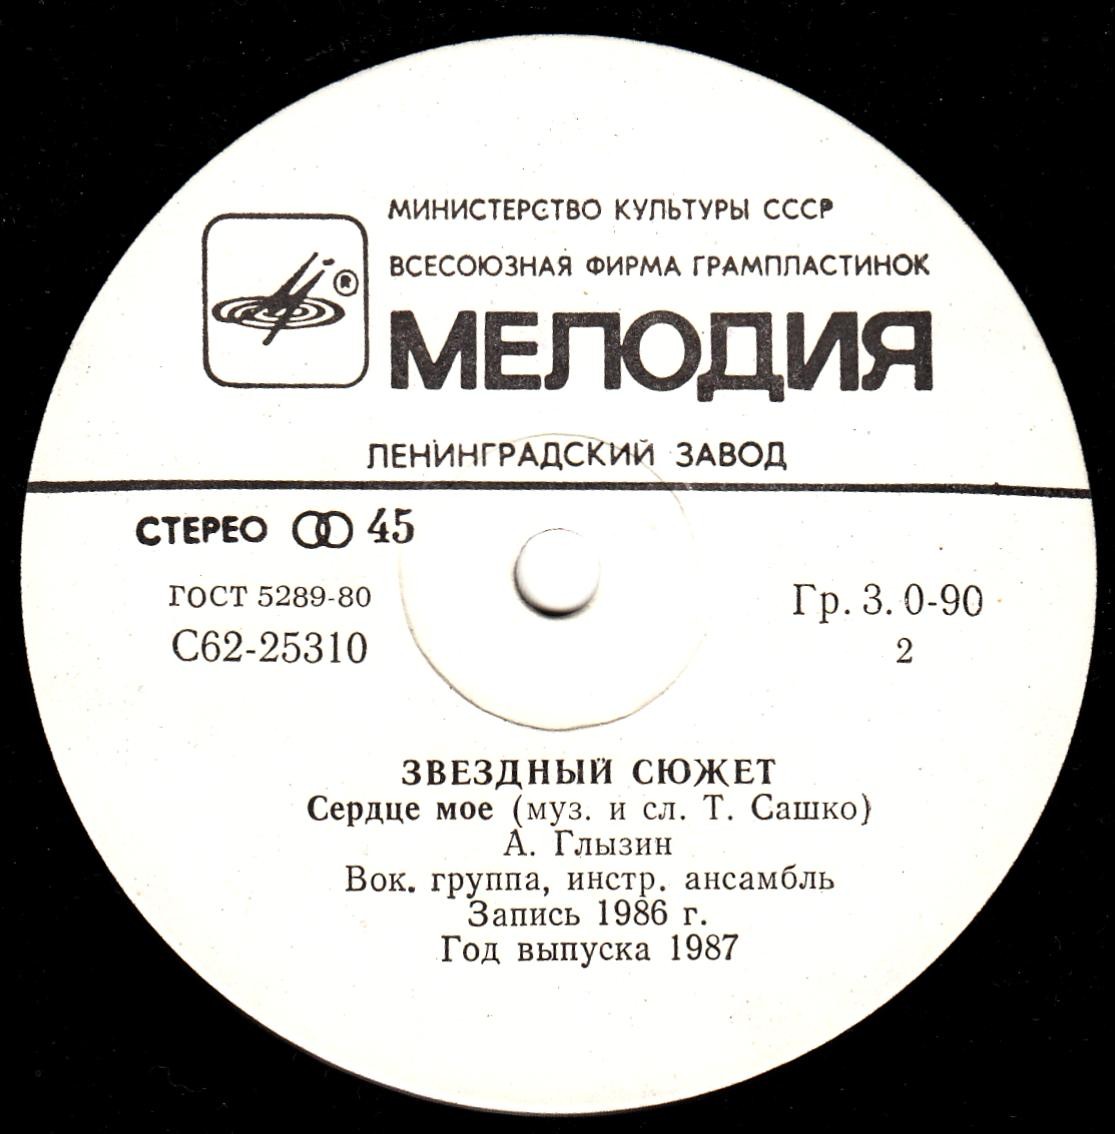 МИНИСТЕРСТВО КУЛЬТУРЫ СССР
ВСЕСОЮЗНАЯ ФИРМА ГРАМПЛАСТИНОК
®
МЕЛОДИЯ
ЛЕНИНГРАДСКИЙ ЗАВОД
СТЕРЕО 45
ГОСТ 5289-80
Гр. 3. 0-90
С62-25310
2
ЗВЕЗДНЫЙ СЮЖЕТ
Сердце мое (муз. и сл. Т. Сашко)
А. Глызин
Вок. группа, инстр. ансамбль
Запись 1986 г.
Год выпуска 1987